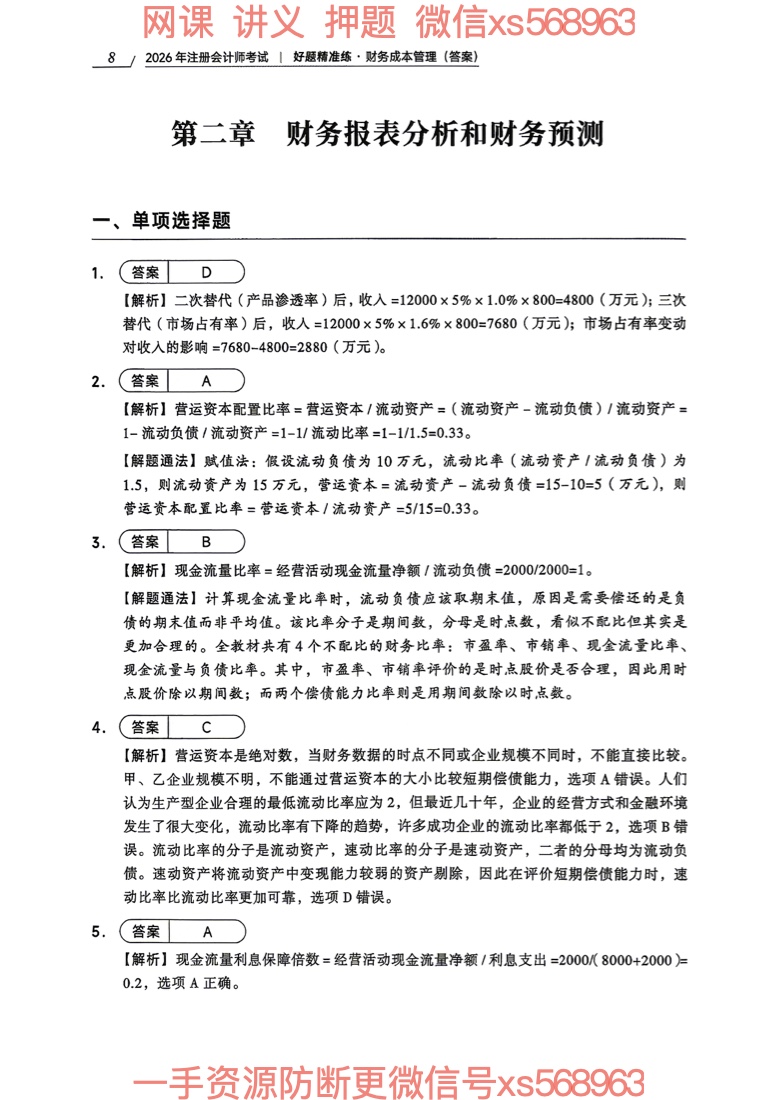 网课 讲义 押题 微信xs568963
8 / 2026年注册会计师考试 | 好题精准练·财务成本管理（答案）
第二章 财务报表分析和财务预测
一、单项选择题
1. 答案 D
【解析】二次替代（产品渗透率）后，收入=12000×5%×1.0%×800=4800（万元）；三次
替代（市场占有率）后，收入=12000×5%×1.6%×800=7680（万元）；市场占有率变动
对收入的影响=7680-4800=2880（万元）。
2. 答案 A
【解析】营运资本配置比率=营运资本/流动资产=（流动资产-流动负债）/流动资产=
1-流动负债/流动资产=1-1/流动比率=1-1/1.5=0.33。
【解题通法】赋值法：假设流动负债为10万元，流动比率（流动资产/流动负债）为
1.5，则流动资产为15万元，营运资本=流动资产-流动负债=15-10=5（万元），则
营运资本配置比率=营运资本/流动资产=5/15=0.33。
3. 答案 B
【解析】现金流量比率=经营活动现金流量净额/流动负债=2000/2000=1。
【解题通法】计算现金流量比率时，流动负债应该取期末值，原因是需要偿还的是负
债的期末值而非平均值。该比率分子是期间数，分母是时点数，看似不配比但其实是
更加合理的。全教材共有4个不配比的财务比率：市盈率、市销率、现金流量比率、
现金流量与负债比率。其中，市盈率、市销率评价的是时点股价是否合理，因此用时
点股价除以期间数；而两个偿债能力比率则是用期间数除以时点数。
4. 答案 C
【解析】营运资本是绝对数，当财务数据的时点不同或企业规模不同时，不能直接比较。
甲、乙企业规模不明，不能通过营运资本的大小比较短期偿债能力，选项A错误。人们
认为生产型企业合理的最低流动比率应为2，但最近几十年，企业的经营方式和金融环境
发生了很大变化，流动比率有下降的趋势，许多成功企业的流动比率都低于2，选项B错
误。流动比率的分子是流动资产，速动比率的分子是速动资产，二者的分母均为流动负
债。速动资产将流动资产中变现能力较弱的资产剔除，因此在评价短期偿债能力时，速
动比率比流动比率更加可靠，选项D错误。
5. 答案 A
【解析】现金流量利息保障倍数=经营活动现金流量净额/利息支出=2000/（8000+2000）=
0.2，选项A正确。
一手资源防断更微信号xs568963